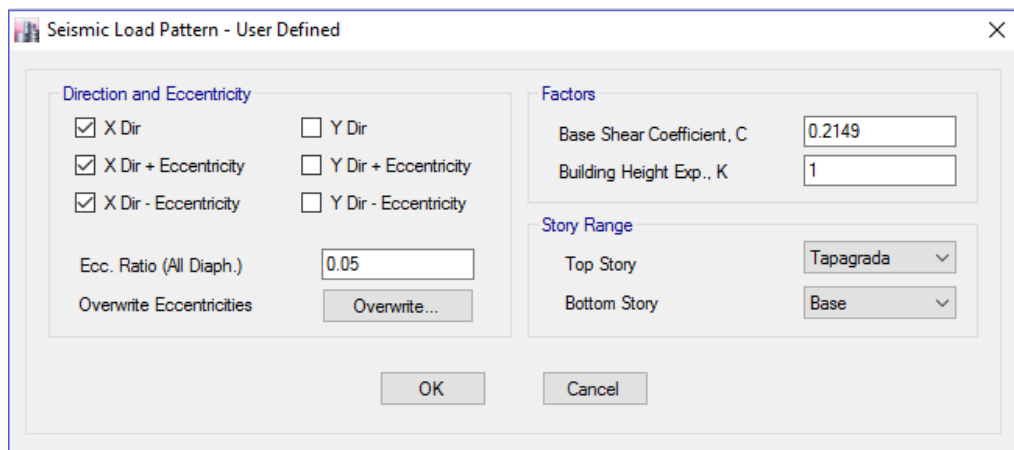 Seismic Load Pattern - User Defined
Direction and Eccentricity
X Dir
Y Dir
X Dir + Eccentricity
Y Dir + Eccentricity
X Dir - Eccentricity
Y Dir - Eccentricity
Ecc. Ratio (All Diaph.)
0.05
Overwrite Eccentricities
Overwrite...
Factors
Base Shear Coefficient, C
0.2149
Building Height Exp., K
1
Story Range
Top Story
Tapagrada
Bottom Story
Base
OK
Cancel